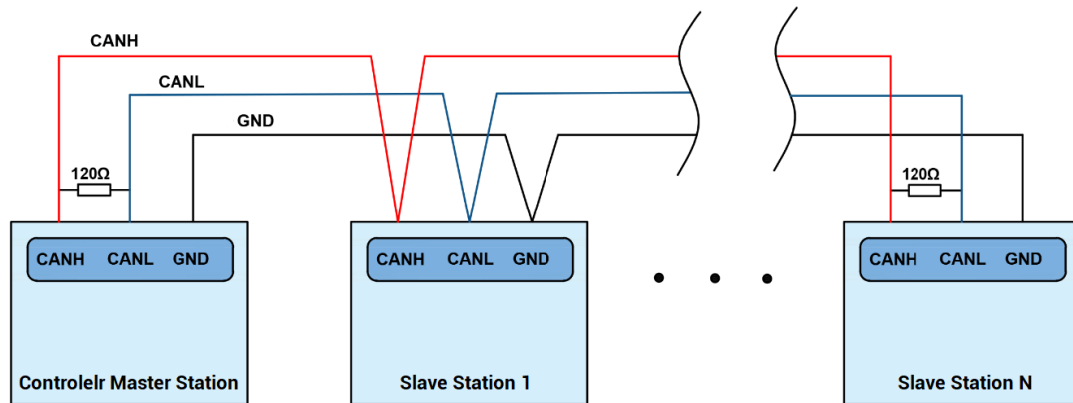 CANH
CANL
GND
120Ω
120Ω
CANH CANL GND
CANH CANL GND
CANH CANL GND
Controlelr Master Station
Slave Station 1
Slave Station N